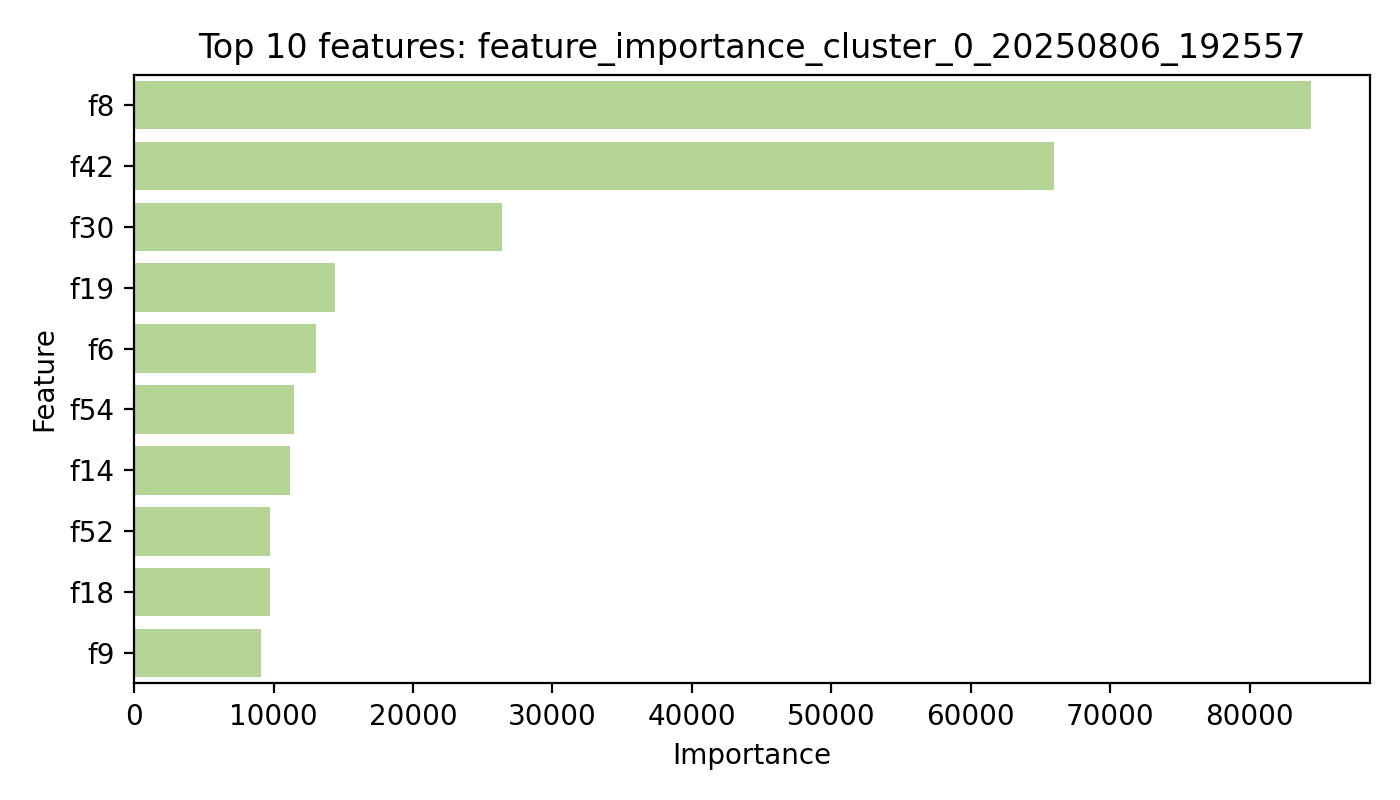 Top 10 features: feature_importance_cluster_0_20250806_192557
f8
f42
f30
f19
f6
f54
f14
f52
f18
f9
Feature
0 10000 20000 30000 40000 50000 60000 70000 80000
Importance